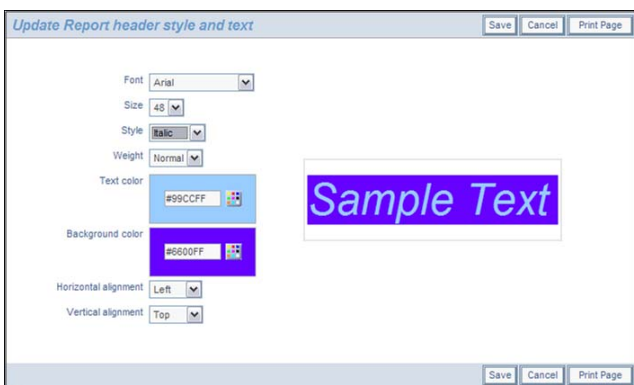 Update Report header style and text Save Cancel Print Page
Font Arial
Size 48
Style Italic
Weight Normal
Text color
#99CCFF
Background color
#6600FF
Sample Text
Horizontal alignment Left
Vertical alignment Top
Save Cancel Print Page